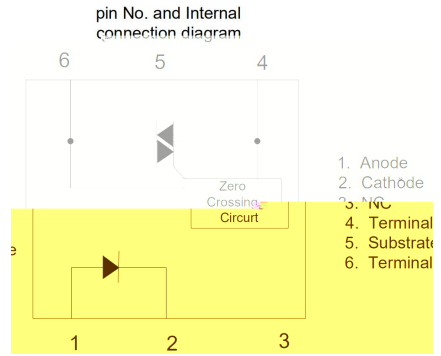 pin No. and Internal
connection diagram
6 5 4
Zero
Crossing
Circurt
1. Anode
2. Cathode
3. NC
4. Terminal
5. Substrate
6. Terminal
e
1 2 3